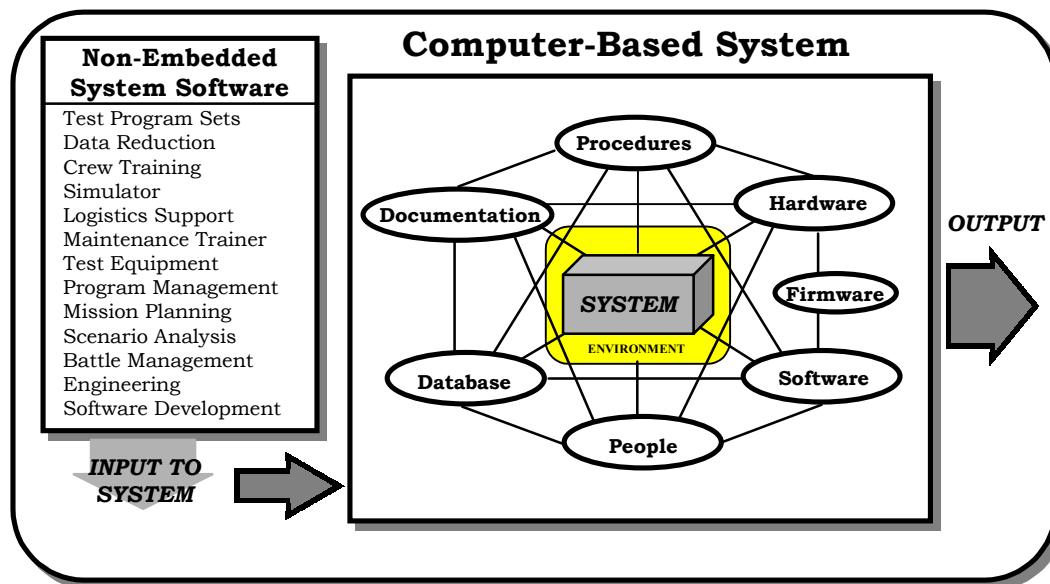 Computer-Based System
Non-Embedded
System Software
Test Program Sets
Data Reduction
Crew Training
Simulator
Logistics Support
Maintenance Trainer
Test Equipment
Program Management
Mission Planning
Scenario Analysis
Battle Management
Engineering
Software Development
INPUT TO
SYSTEM
Procedures
Documentation
Hardware
SYSTEM
Firmware
ENVIRONMENT
Database
Software
People
OUTPUT